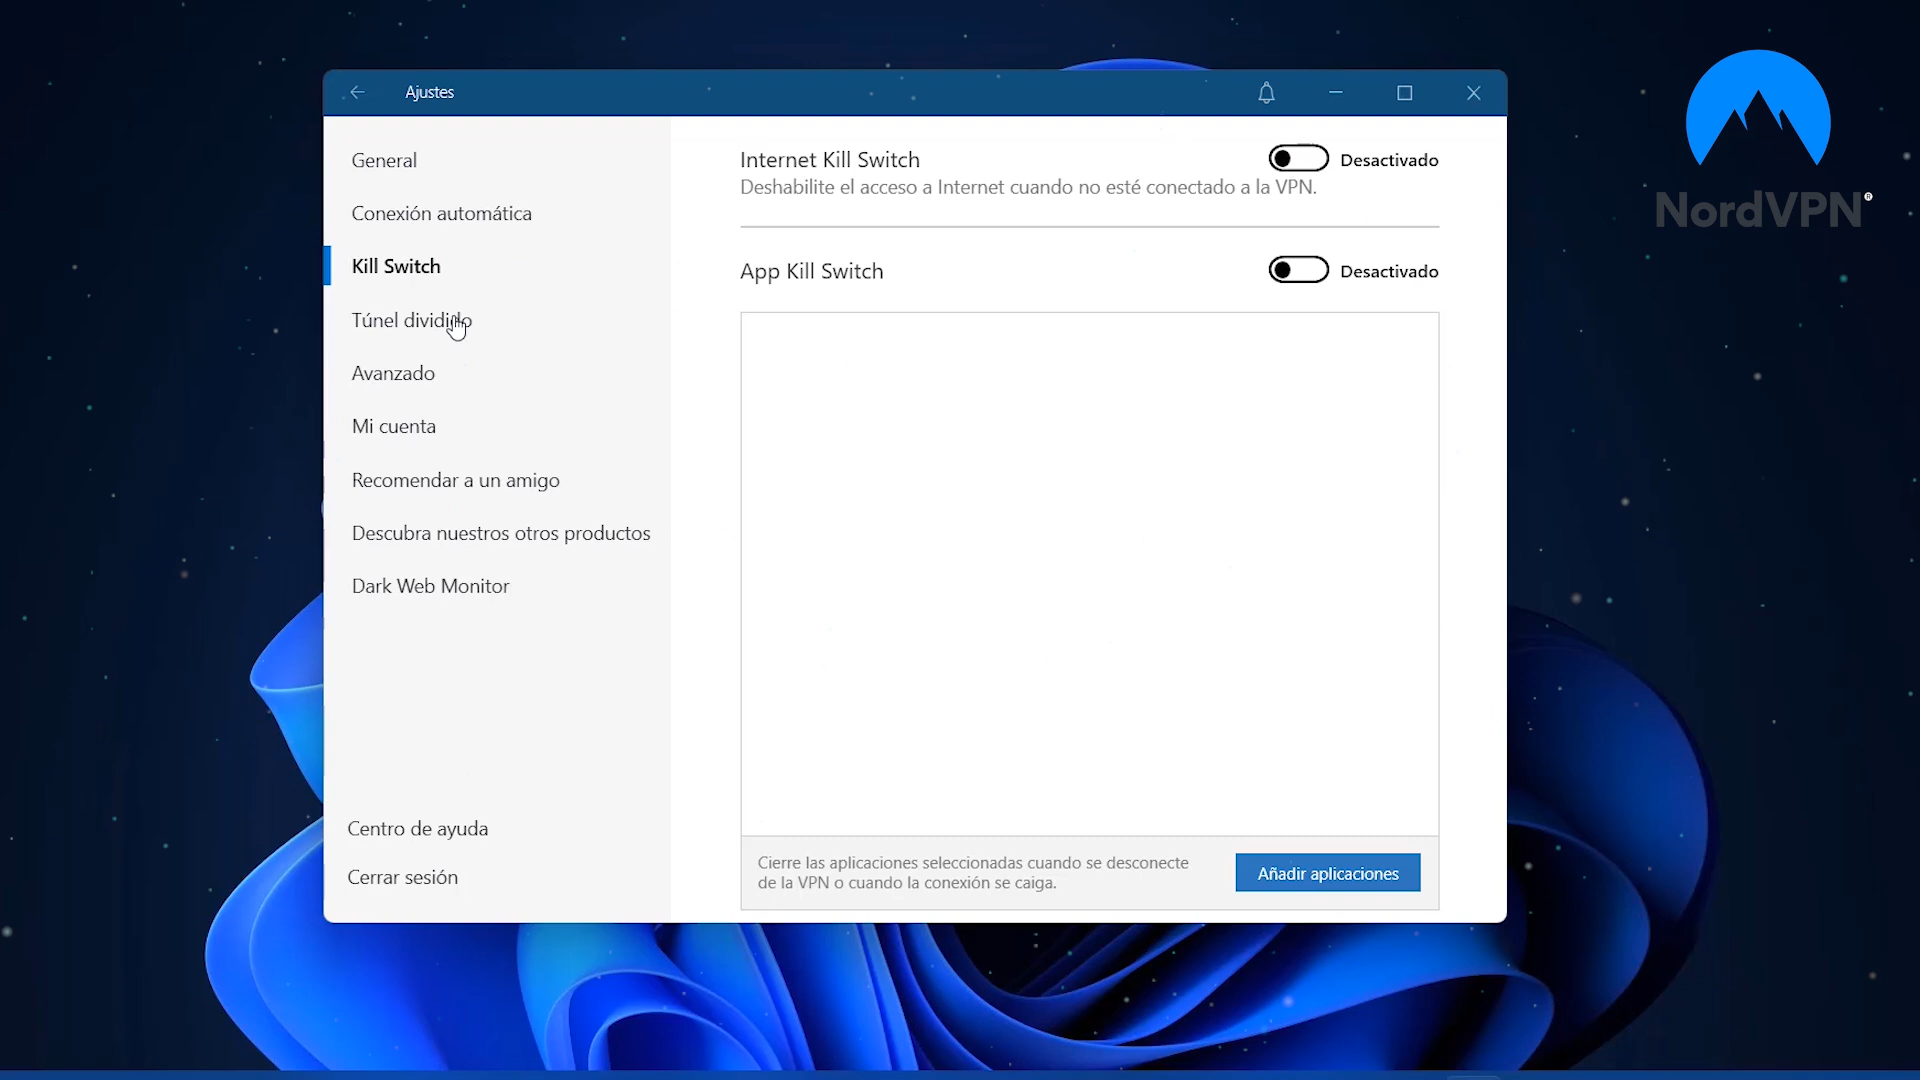 Ajustes
NordVPN®
General
Conexión automática
Kill Switch
Túnel dividido
Avanzado
Mi cuenta
Recomendar a un amigo
Descubra nuestros otros productos
Dark Web Monitor
Centro de ayuda
Cerrar sesión
Internet Kill Switch
Desactivado
Deshabilite el acceso a Internet cuando no esté conectado a la VPN.
App Kill Switch
Desactivado
Cierre las aplicaciones seleccionadas cuando se desconecte
de la VPN o cuando la conexión se caiga.
Añadir aplicaciones